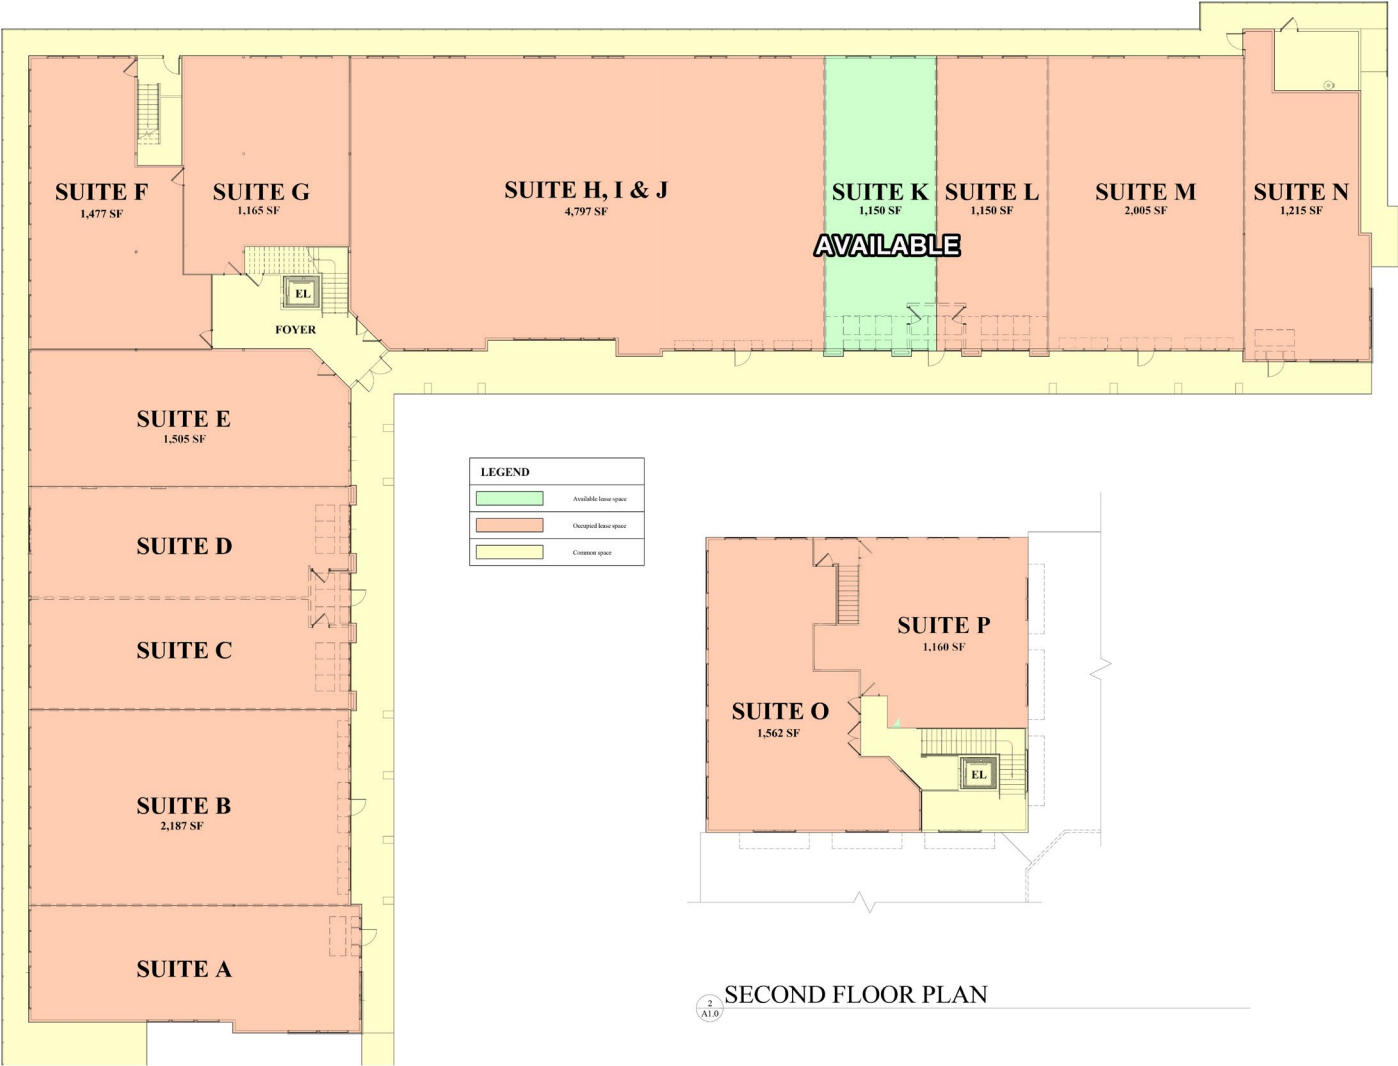 SUITE F
1,477 SF
SUITE G
1,165 SF
SUITE H, I & J
4,797 SF
SUITE K
1,150 SF
AVAILABLE
SUITE L
1,150 SF
SUITE M
2,005 SF
SUITE N
1,215 SF
EL
FOYER
SUITE E
1,505 SF
SUITE D
SUITE C
SUITE B
2,187 SF
SUITE A
LEGEND
Available lease space
Occupied lease space
Common space
SUITE P
1,160 SF
SUITE O
1,562 SF
EL
2
A1.0
SECOND FLOOR PLAN